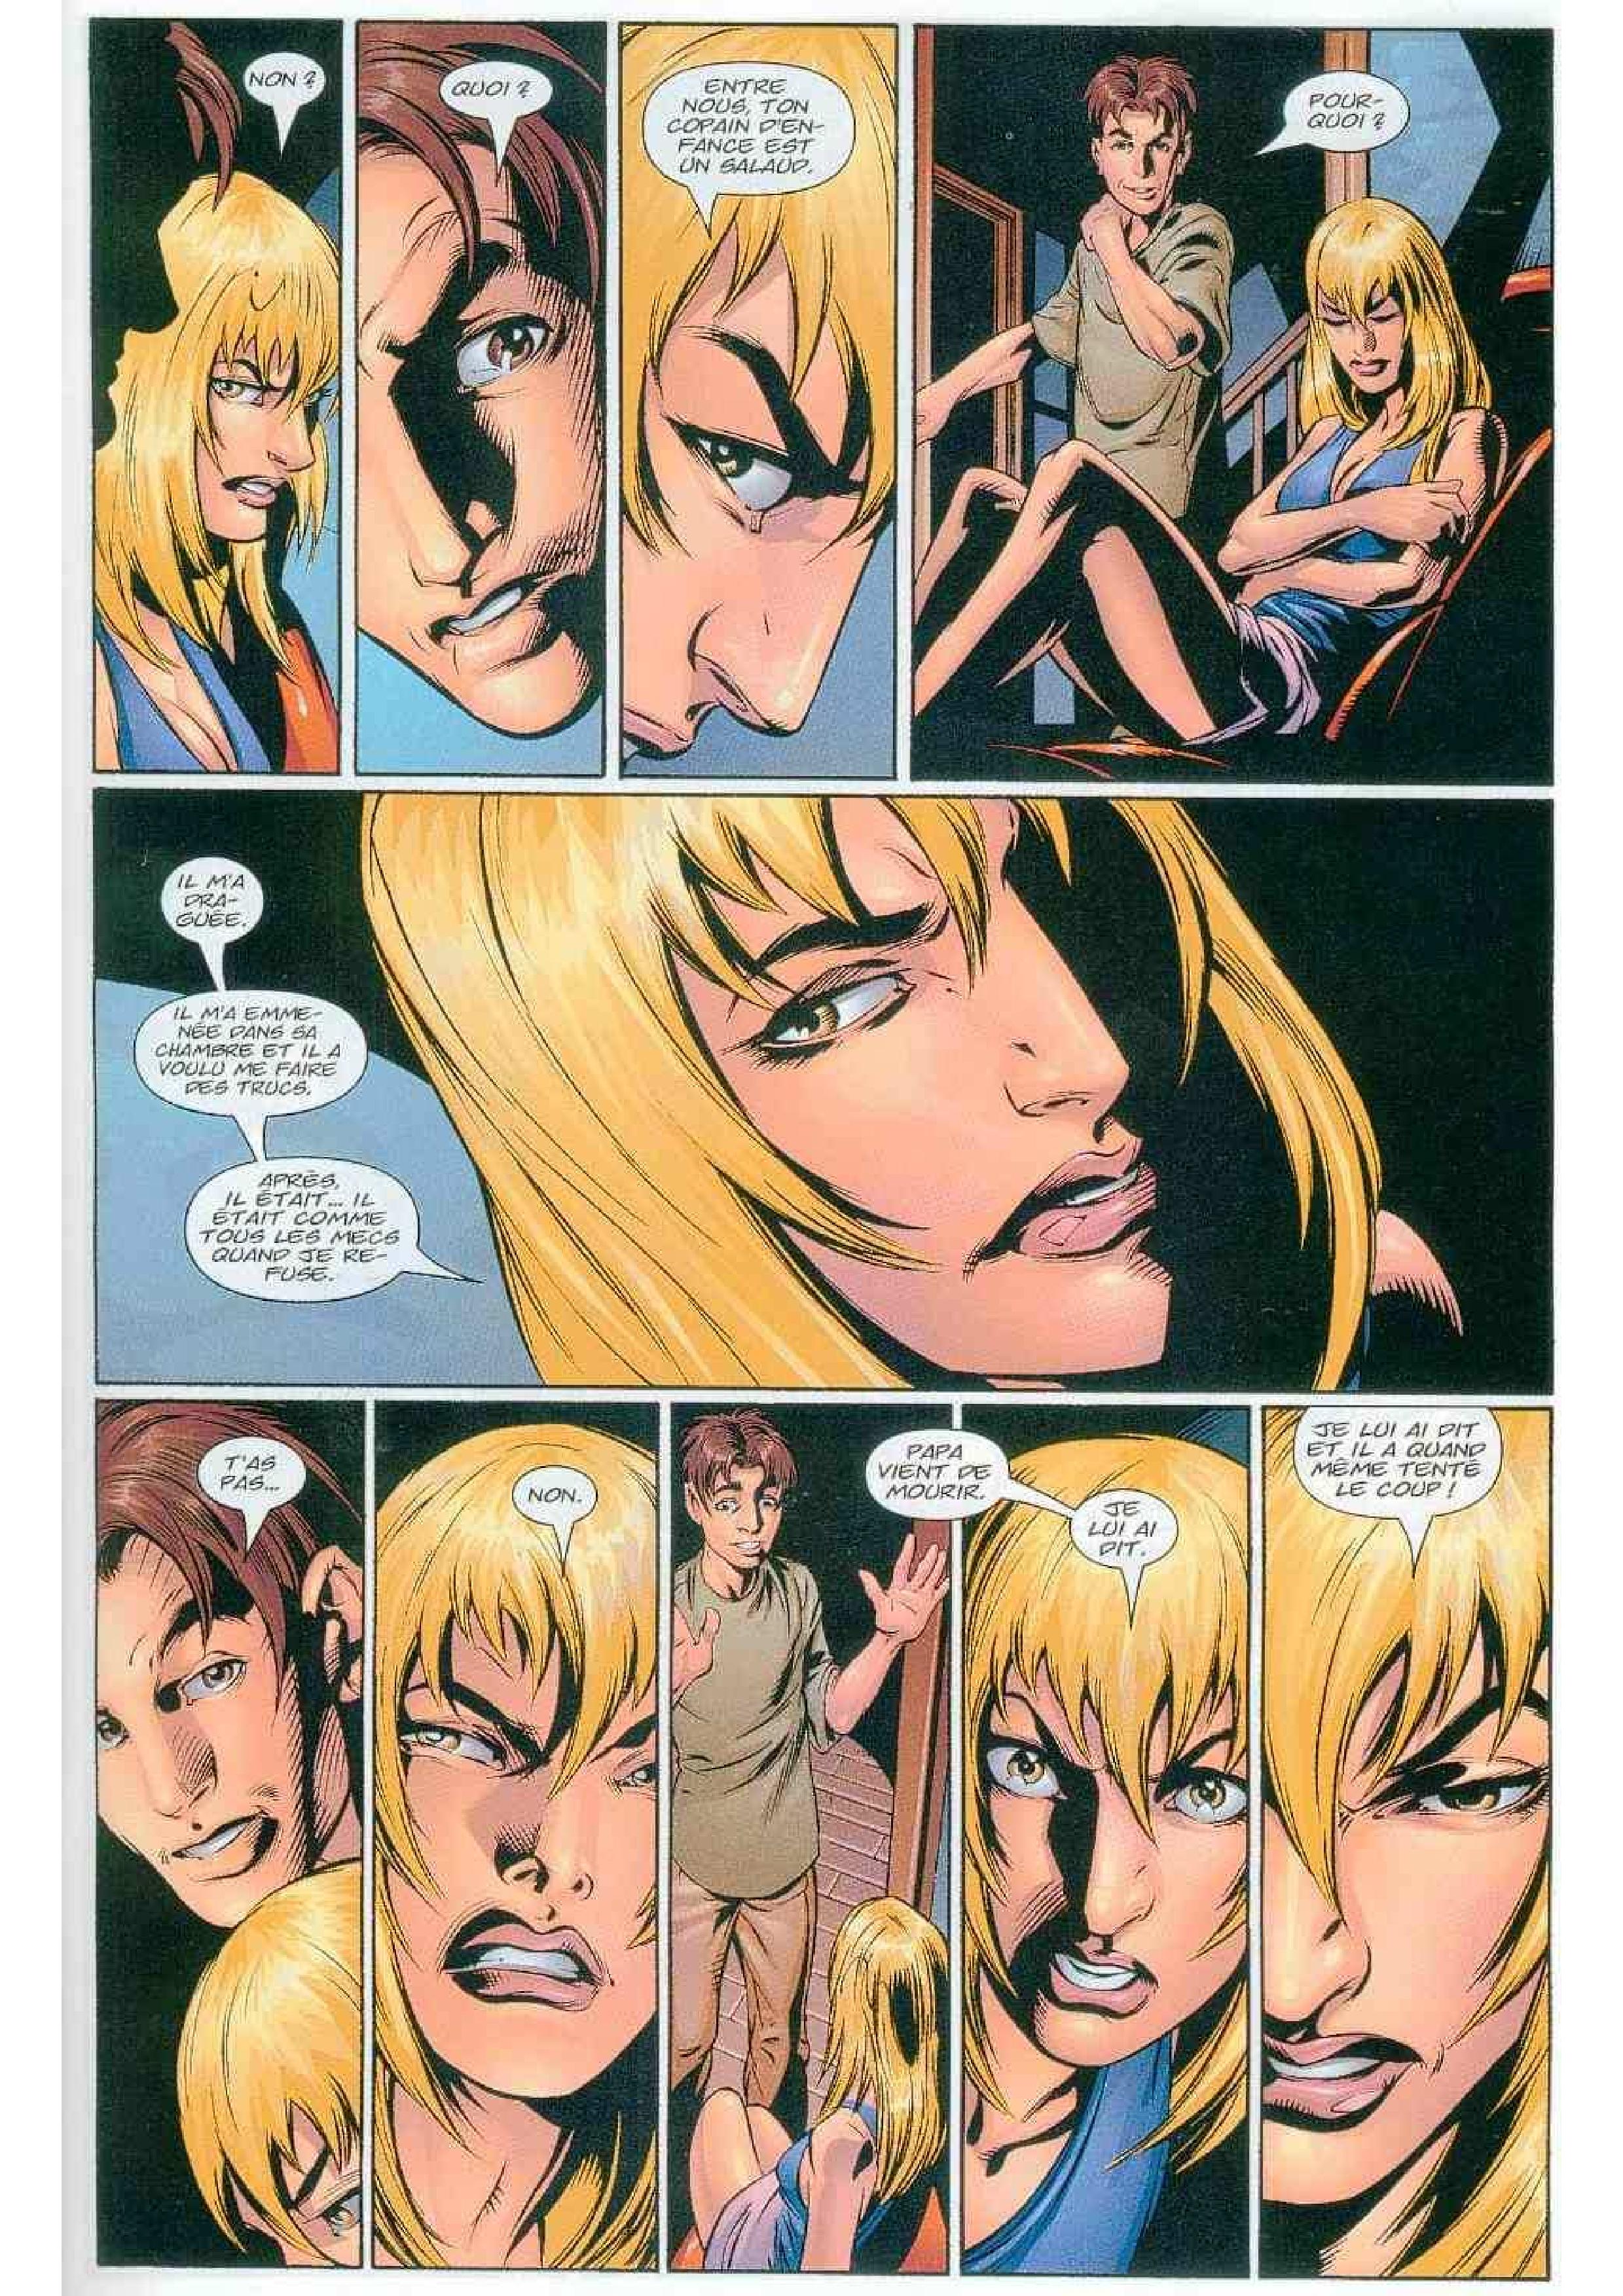 NON ?
QUOI ?
ENTRE
NOUS, TON
COPAIN D'EN-
FANCE EST
UN SALAUD.
POUR-
QUOI ?
IL M'A
DRA-
GUÉE.
IL M'A EMME-
NÉE DANS SA
CHAMBRE ET IL A
VOULU ME FAIRE
DES TRUCS.
APRÈS,
IL ÉTAIT... IL
ÉTAIT COMME
TOUS LES MECS
QUAND JE RE-
FUSE.
T'AS
PAS...
NON.
PAPA
VIENT DE
MOURIR.
JE
LUI AI
DIT.
JE LUI AI DIT
ET IL A QUAND
MÊME TENTÉ
LE COUP !